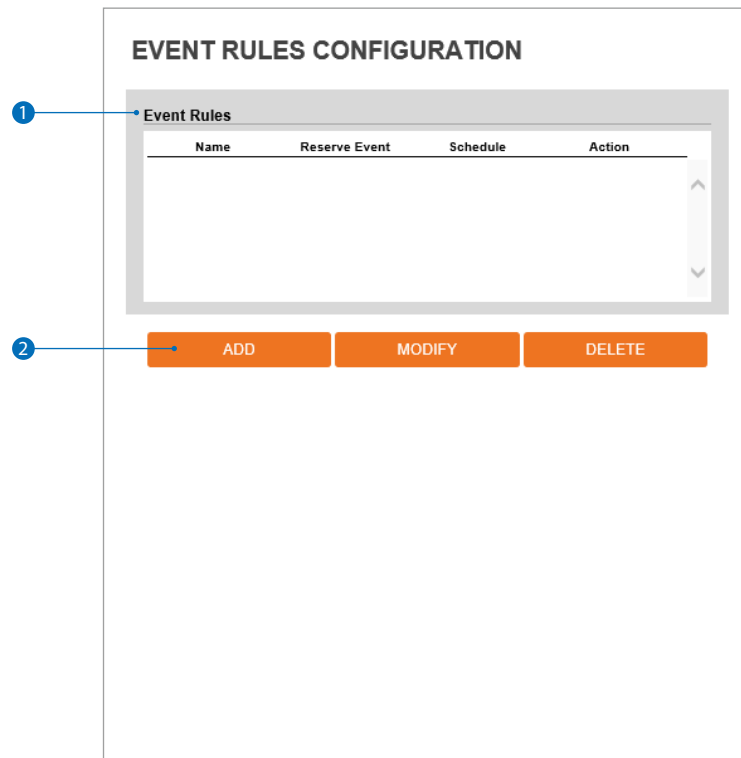 EVENT RULES CONFIGURATION
1
Event Rules
Name Reserve Event Schedule Action
2
ADD MODIFY DELETE